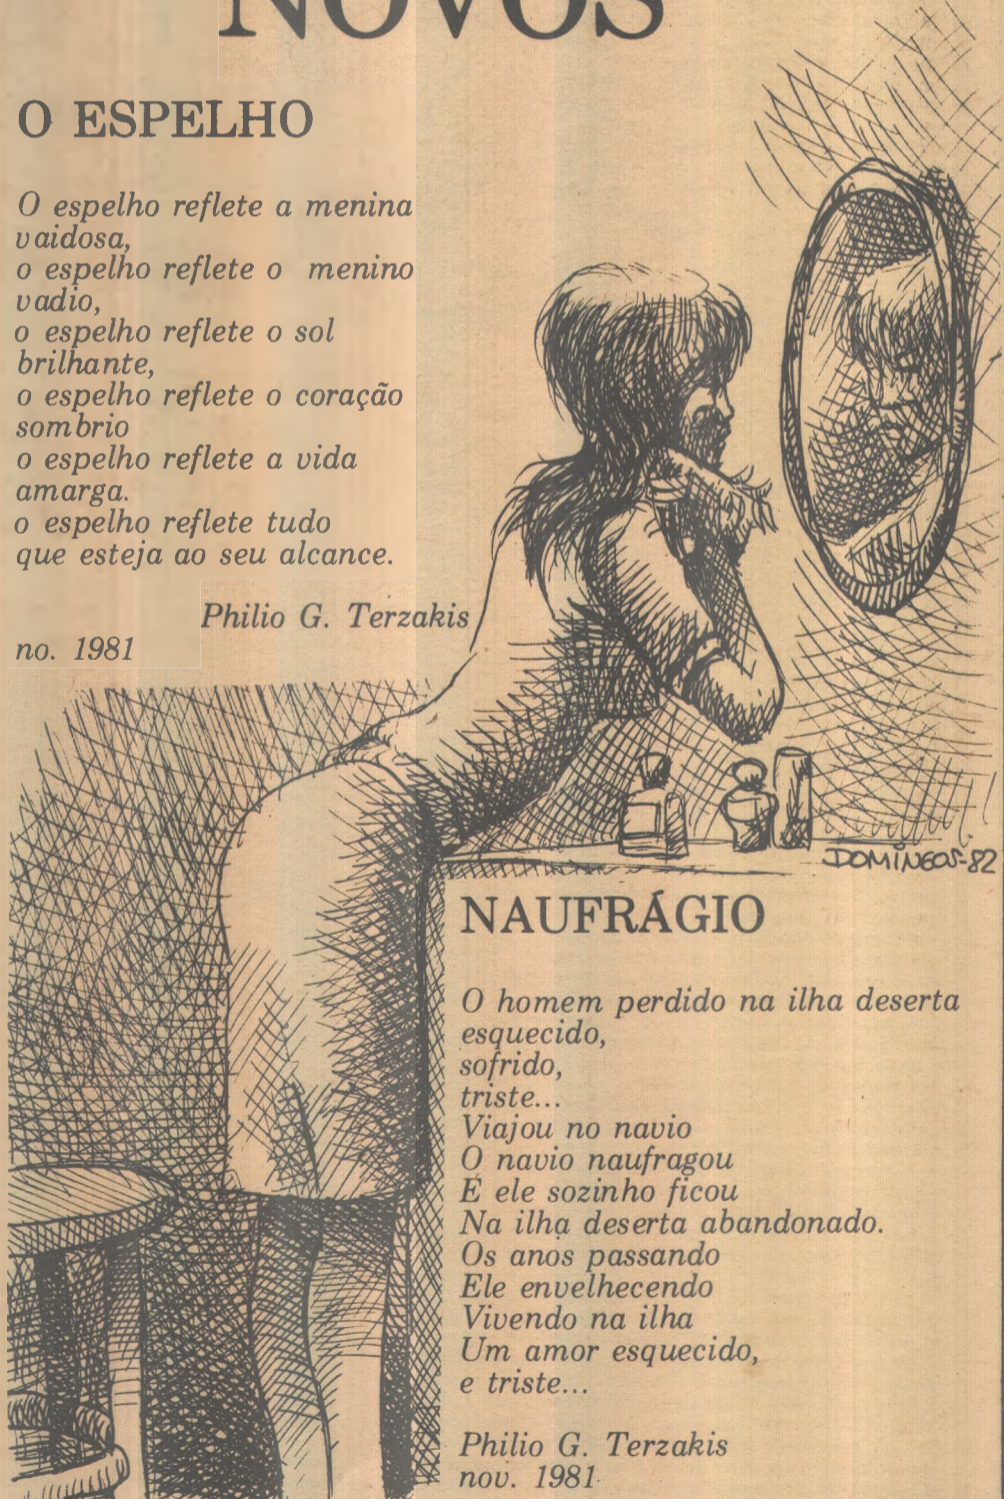 NOVOS
O ESPELHO
O espelho reflete a menina
vaidosa,
o espelho reflete o menino
vadio,
o espelho reflete o sol
brilhante,
o espelho reflete o coração
sombrio
o espelho reflete a vida
amarga.
o espelho reflete tudo
que esteja ao seu alcance.
Philio G. Terzakis
no. 1981
DOMINGOS-82
NAUFRÁGIO
O homem perdido na ilha deserta
esquecido,
sofrido,
triste...
Viajou no navio
O navio naufragou
E ele sozinho ficou
Na ilha deserta abandonado.
Os anos passando
Ele envelhecendo
Vivendo na ilha
Um amor esquecido,
e triste...
Philio G. Terzakis
nov. 1981